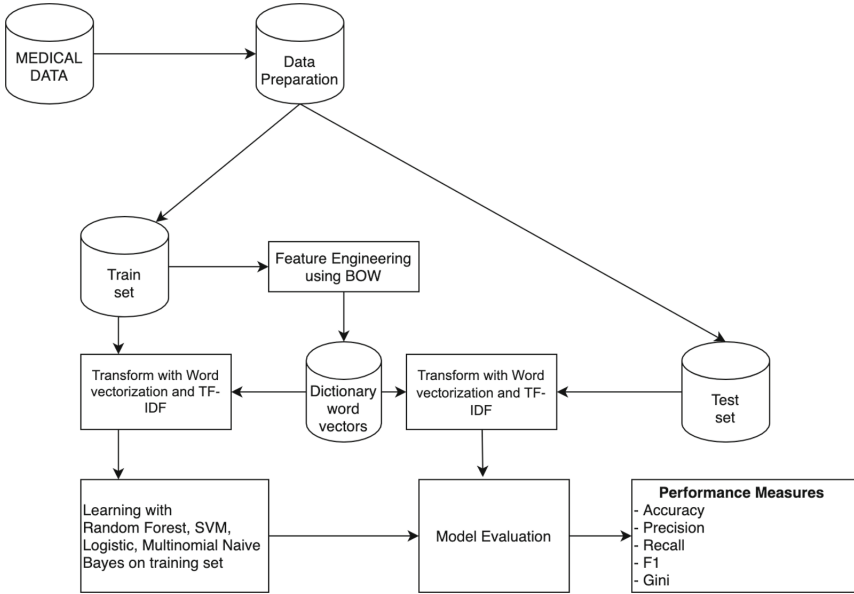 MEDICAL
DATA
Data
Preparation
Train
set
Feature Engineering
using BOW
Transform with Word
vectorization and TF-
IDF
Dictionary
word
vectors
Transform with Word
vectorization and TF-
IDF
Test
set
Learning with
Random Forest, SVM,
Logistic, Multinomial Naive
Bayes on training set
Model Evaluation
Performance Measures
- Accuracy
- Precision
- Recall
- F1
- Gini